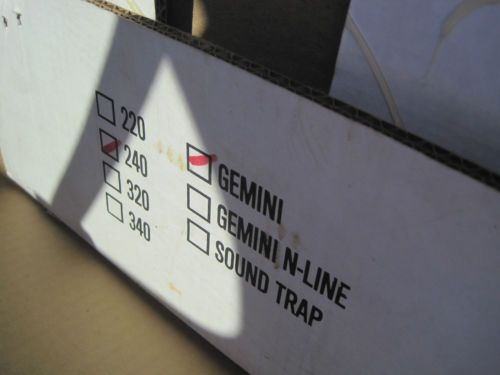 220
240
320
340
GEMINI
GEMINI N-LINE
SOUND TRAP